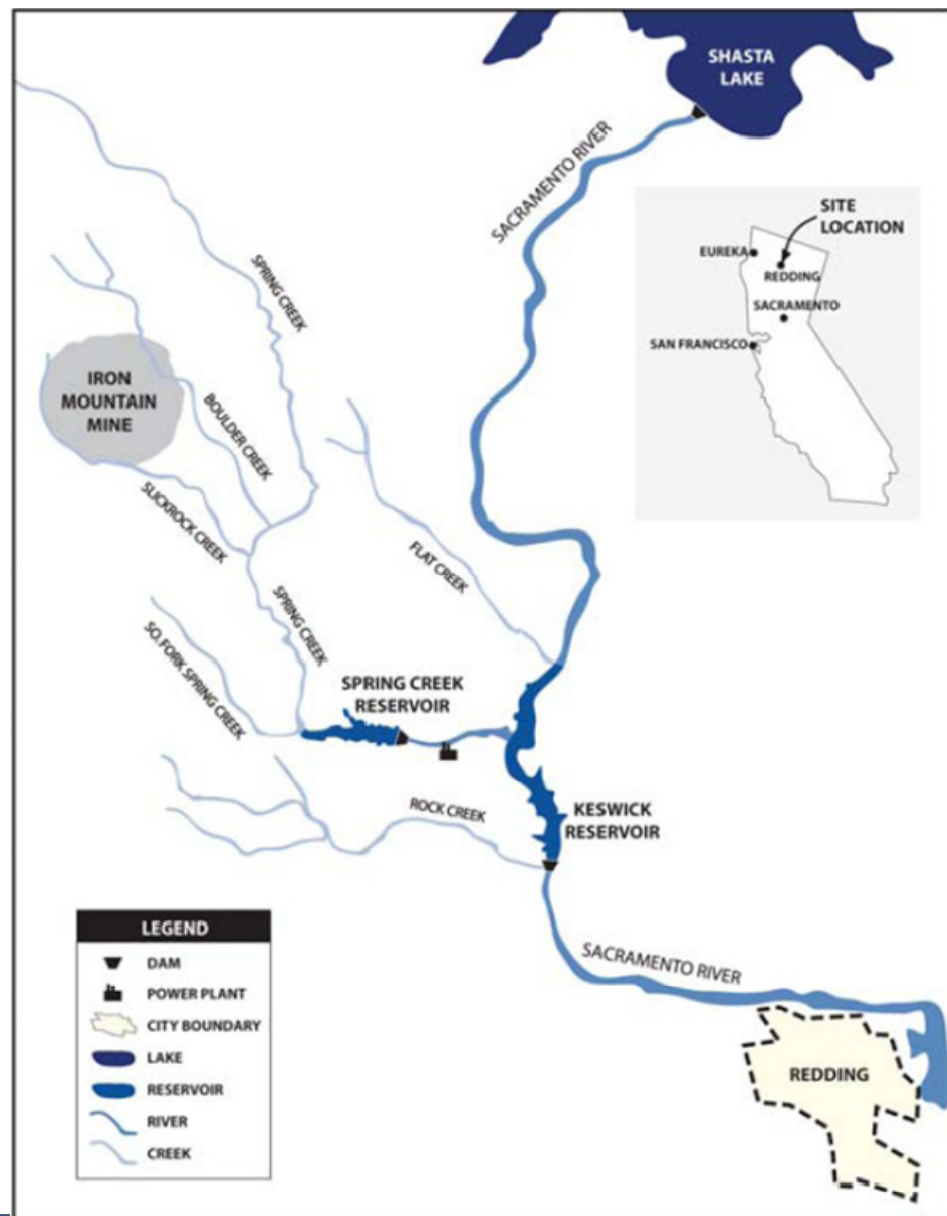 SHASTA
LAKE
SACRAMENTO RIVER
SITE
LOCATION
EUREKA
REDDING
SACRAMENTO
SAN FRANCISCO
SPRING CREEK
IRON
MOUNTAIN
MINE
BOULDER CREEK
SLICKROCK CREEK
FLAT CREEK
SPRING CREEK
SO. FORK SPRING CREEK
SPRING CREEK
RESERVOIR
ROCK CREEK
KESWICK
RESERVOIR
SACRAMENTO RIVER
REDDING
LEGEND
DAM
POWER PLANT
CITY BOUNDARY
LAKE
RESERVOIR
RIVER
CREEK